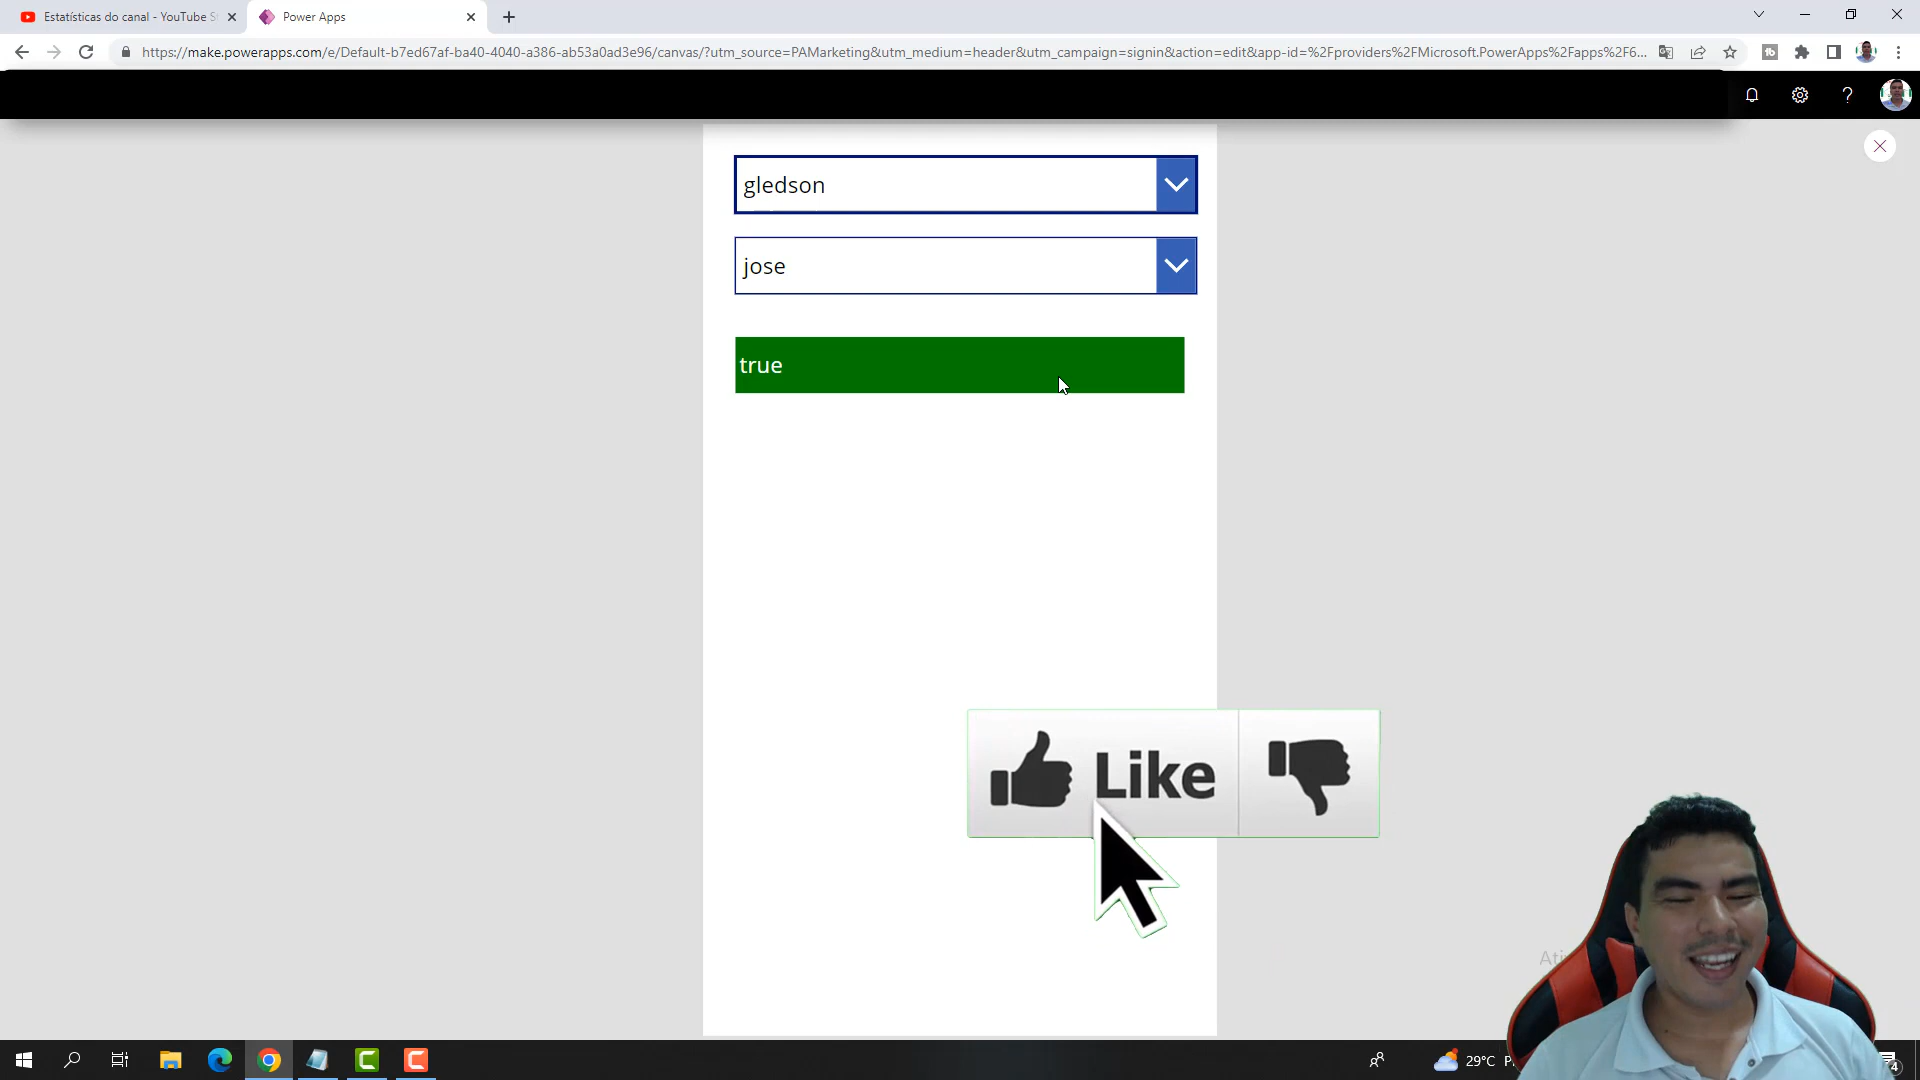 Estatísticas do canal - YouTube S
Power Apps
https://make.powerapps.com/e/Default-b7ed67af-ba40-4040-a386-ab53a0ad3e96/canvas/?utm_source=PAMarketing&utm_medium=header&utm_campaign=signin&action=edit&app-id=%2Fproviders%2FMicrosoft.PowerApps%2Fapps%2F6...
gledson
jose
true
Like
29°C
4